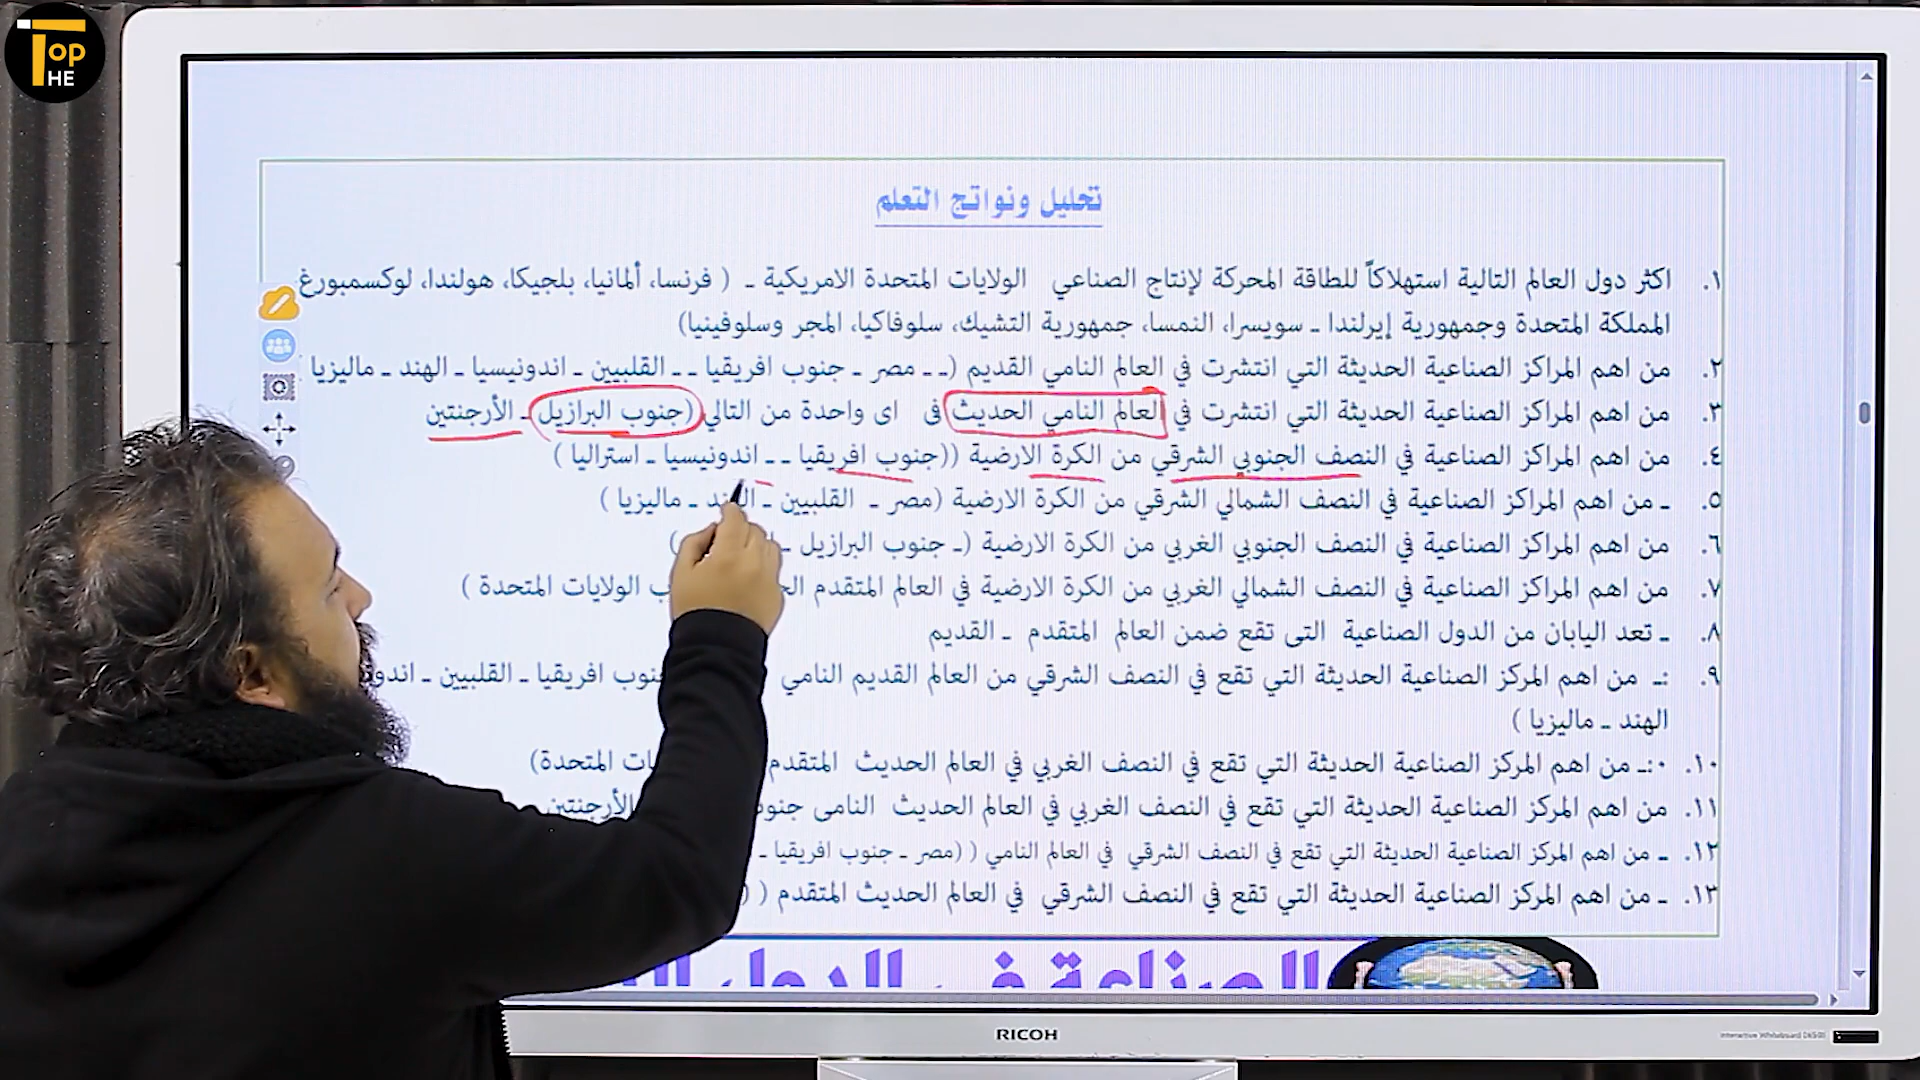 TOP
THE
تحليل ونواتج التعلم
١. اكثر دول العالم التالية استهلاكاً للطاقة المحركة لإنتاج الصناعي الولايات المتحدة الامريكية ـ ( فرنسا، ألمانيا، بلجيكا، هولندا، لوكسمبورغ
المملكة المتحدة وجمهورية إيرلندا ـ سويسرا، النمسا، جمهورية التشيك، سلوفاكيا، المجر وسلوفينيا)
٢. من اهم المراكز الصناعية الحديثة التي انتشرت في العالم النامي القديم (ـ ـ مصر ـ جنوب افريقيا ـ ـ القلبيين ـ اندونيسيا ـ الهند ـ ماليزيا
٣. من اهم المراكز الصناعية الحديثة التي انتشرت في العالم النامي الحديث فى اى واحدة من التالي (جنوب البرازيل ـ الأرجنتين
٤. من اهم المراكز الصناعية في النصف الجنوبي الشرقي من الكرة الارضية ((جنوب افريقيا ـ ـ اندونيسيا ـ استراليا )
٥. ـ من اهم المراكز الصناعية في النصف الشمالي الشرقي من الكرة الارضية (مصر ـ القلبيين ـ الهند ـ ماليزيا )
٦. من اهم المراكز الصناعية في النصف الجنوبي الغربي من الكرة الارضية (ـ جنوب البرازيل ـ )
٧. من اهم المراكز الصناعية في النصف الشمالي الغربي من الكرة الارضية في العالم المتقدم الولايات المتحدة )
٨. ـ تعد اليابان من الدول الصناعية التى تقع ضمن العالم المتقدم ـ القديم
٩. :ـ من اهم المركز الصناعية الحديثة التي تقع في النصف الشرقي من العالم القديم النامي جنوب افريقيا ـ القلبيين ـ
الهند ـ ماليزيا )
١٠. ٠:ـ من اهم المركز الصناعية الحديثة التي تقع في النصف الغربي في العالم الحديث المتقدم المتحدة)
١١. من اهم المركز الصناعية الحديثة التي تقع في النصف الغربي في العالم الحديث النامى جنوب الأرجنتين
١٢. ـ من اهم المركز الصناعية الحديثة التي تقع في النصف الشرقي في العالم النامي ( (مصر ـ جنوب افريقيا ـ
١٣. ـ من اهم المركز الصناعية الحديثة التي تقع في النصف الشرقي في العالم الحديث المتقدم (
الصناعة في الدول
RICOH